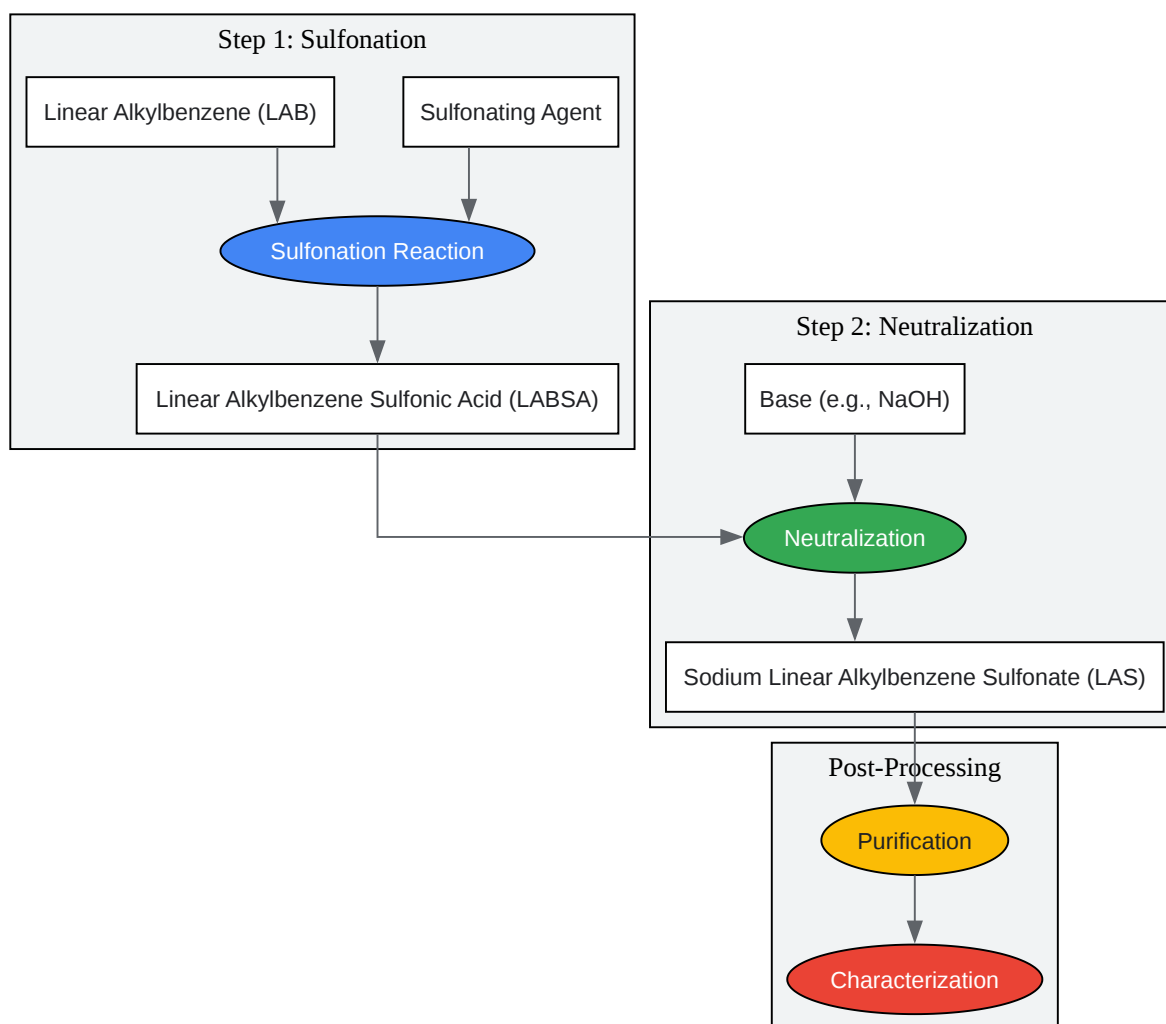 Step 1: Sulfonation
Linear Alkylbenzene (LAB)
Sulfonating Agent
Sulfonation Reaction
Linear Alkylbenzene Sulfonic Acid (LABSA)
Step 2: Neutralization
Base (e.g., NaOH)
Neutralization
Sodium Linear Alkylbenzene Sulfonate (LAS)
Post-Processing
Purification
Characterization